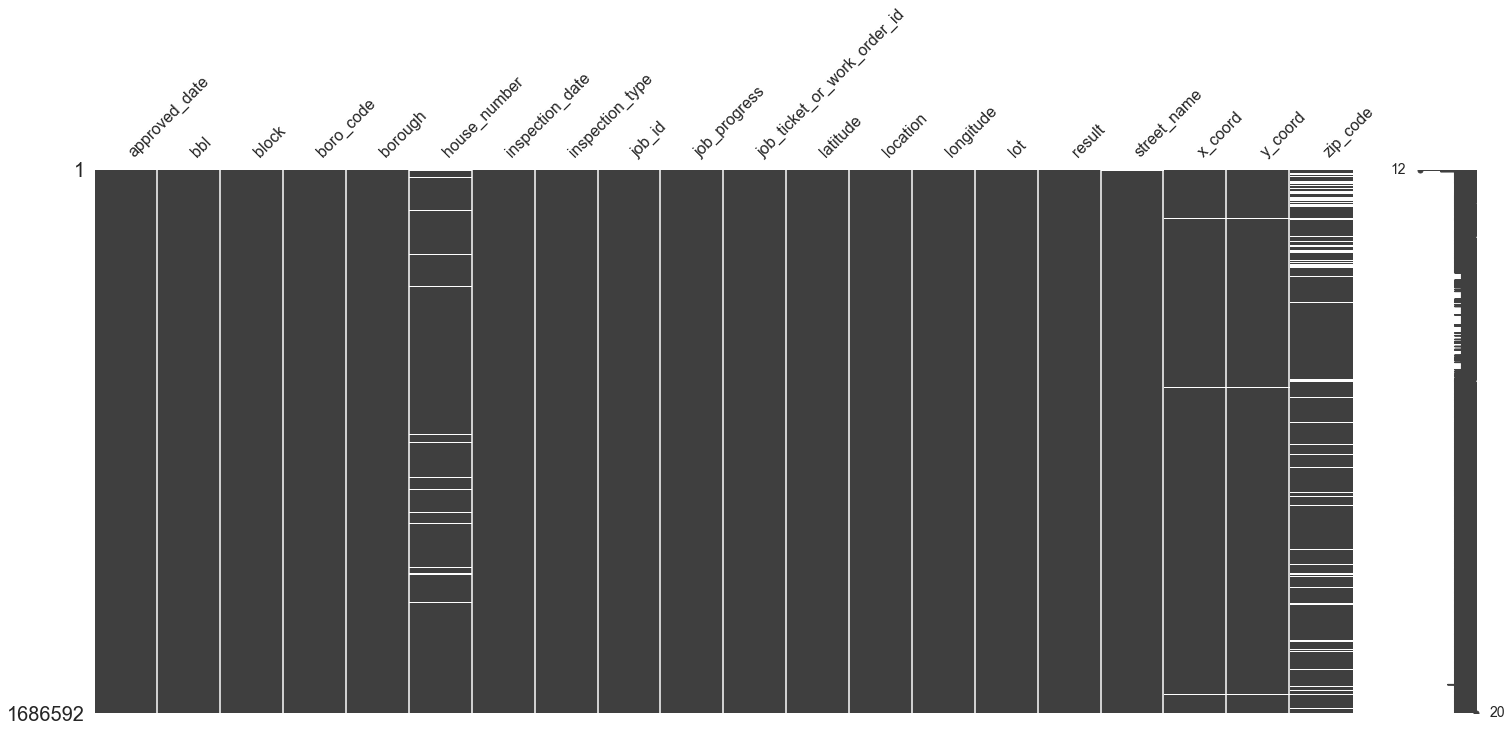 approved_date
bbl
block
boro_code
borough
house_number
inspection_date
inspection_type
job_id
job_progress
job_ticket_or_work_order_id
latitude
location
longitude
lot
result
street_name
x_coord
y_coord
zip_code
1
12
1686592
20